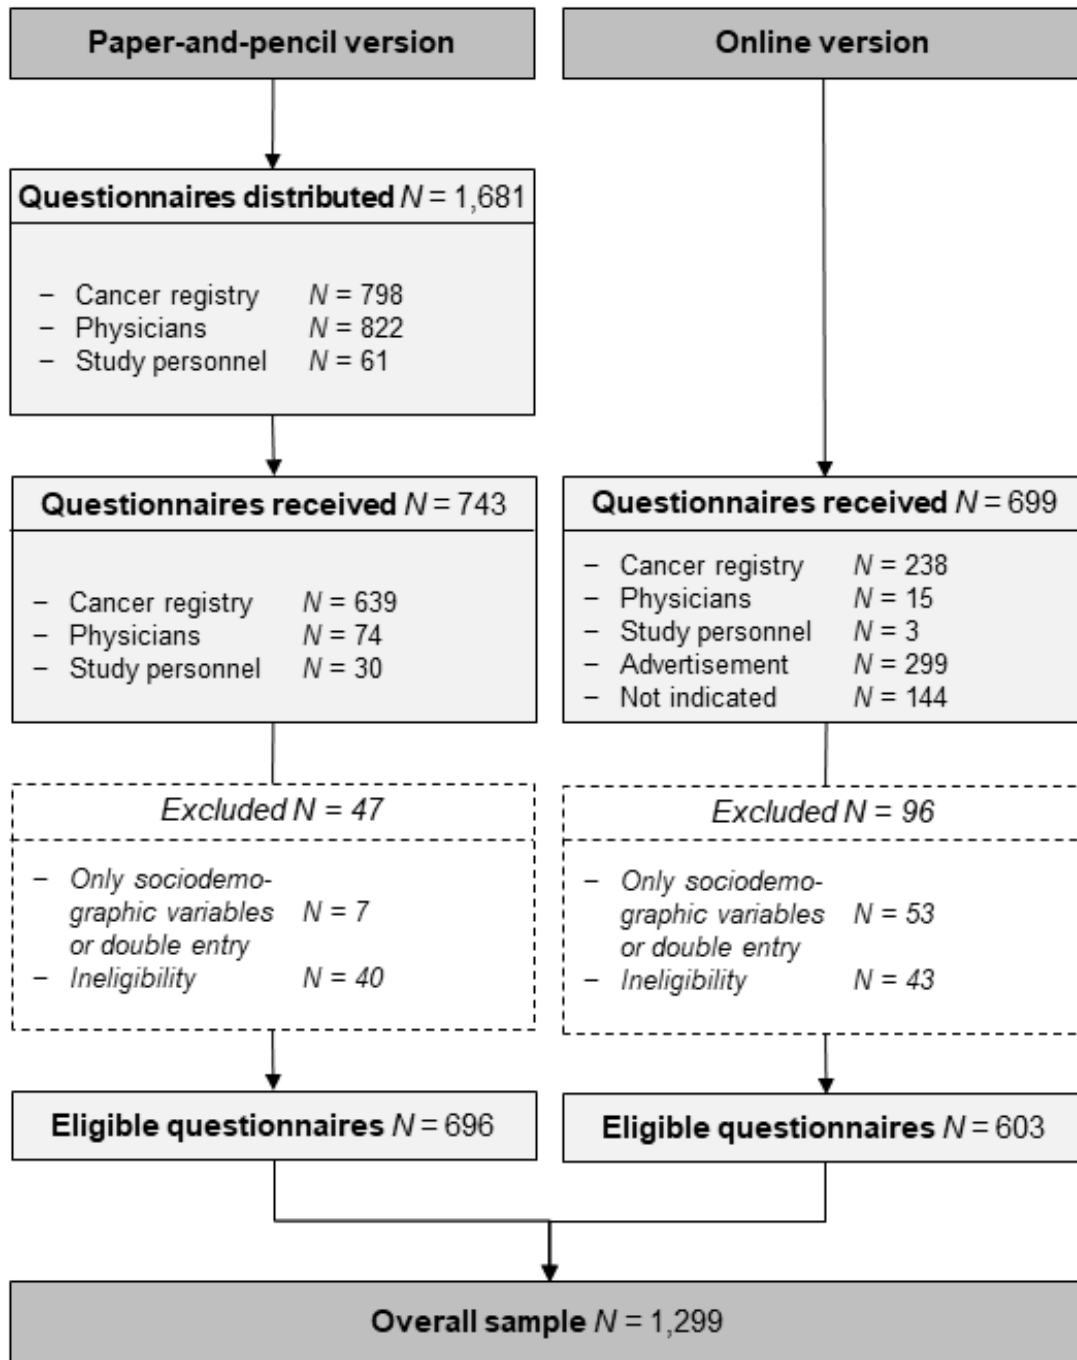 Paper-and-pencil version
Online version
Questionnaires distributed N = 1,681
– Cancer registry N = 798
– Physicians N = 822
– Study personnel N = 61
Questionnaires received N = 743
– Cancer registry N = 639
– Physicians N = 74
– Study personnel N = 30
Questionnaires received N = 699
– Cancer registry N = 238
– Physicians N = 15
– Study personnel N = 3
– Advertisement N = 299
– Not indicated N = 144
Excluded N = 47
– Only sociodemo-
graphic variables N = 7
or double entry
– Ineligibility N = 40
Excluded N = 96
– Only sociodemo-
graphic variables N = 53
or double entry
– Ineligibility N = 43
Eligible questionnaires N = 696
Eligible questionnaires N = 603
Overall sample N = 1,299